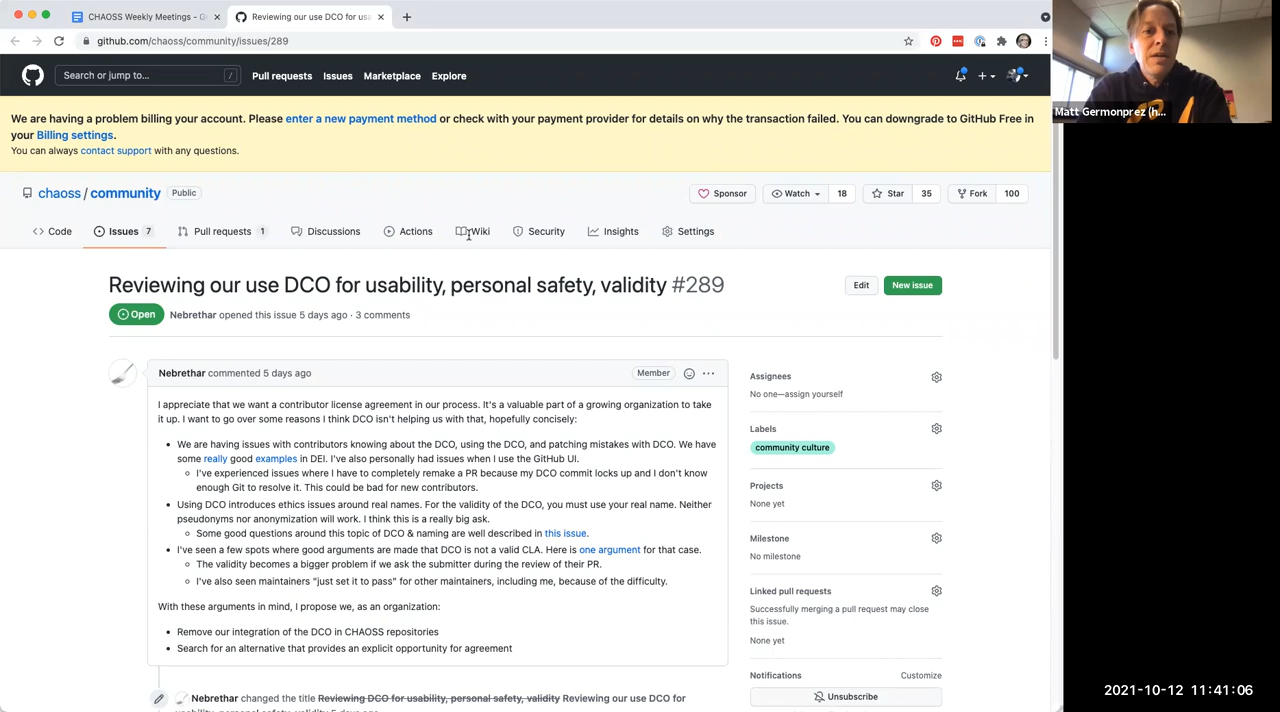 CHAOSS Weekly Meetings - G
Reviewing our use DCO for usa
github.com/chaoss/community/issues/289
Search or jump to...
/
Pull requests
Issues
Marketplace
Explore
We are having a problem billing your account. Please enter a new payment method or check with your payment provider for details on why the transaction failed. You can downgrade to GitHub Free in
your Billing settings.
You can always contact support with any questions.
chaoss / community
Public
Sponsor
Watch
18
Star
35
Fork
100
Code
Issues 7
Pull requests 1
Discussions
Actions
Wiki
Security
Insights
Settings
Reviewing our use DCO for usability, personal safety, validity #289
Edit
New issue
Open
Nebrethar opened this issue 5 days ago · 3 comments
Nebrethar commented 5 days ago
Member
I appreciate that we want a contributor license agreement in our process. It's a valuable part of a growing organization to take
it up. I want to go over some reasons I think DCO isn't helping us with that, hopefully concisely:
• We are having issues with contributors knowing about the DCO, using the DCO, and patching mistakes with DCO. We have
some really good examples in DEI. I've also personally had issues when I use the GitHub UI.
◦ I've experienced issues where I have to completely remake a PR because my DCO commit locks up and I don't know
enough Git to resolve it. This could be bad for new contributors.
• Using DCO introduces ethics issues around real names. For the validity of the DCO, you must use your real name. Neither
pseudonyms nor anonymization will work. I think this is a really big ask.
◦ Some good questions around this topic of DCO & naming are well described in this issue.
• I've seen a few spots where good arguments are made that DCO is not a valid CLA. Here is one argument for that case.
◦ The validity becomes a bigger problem if we ask the submitter during the review of their PR.
◦ I've also seen maintainers "just set it to pass" for other maintainers, including me, because of the difficulty.
With these arguments in mind, I propose we, as an organization:
• Remove our integration of the DCO in CHAOSS repositories
• Search for an alternative that provides an explicit opportunity for agreement
Nebrethar changed the title Reviewing DCO for usability, personal safety, validity Reviewing our use DCO for
usability, personal safety, validity 5 days ago
Assignees
No one—assign yourself
Labels
community culture
Projects
None yet
Milestone
No milestone
Linked pull requests
Successfully merging a pull request may close
this issue.
None yet
Notifications
Customize
Unsubscribe
Matt Germonprez (h...
2021-10-12 11:41:06